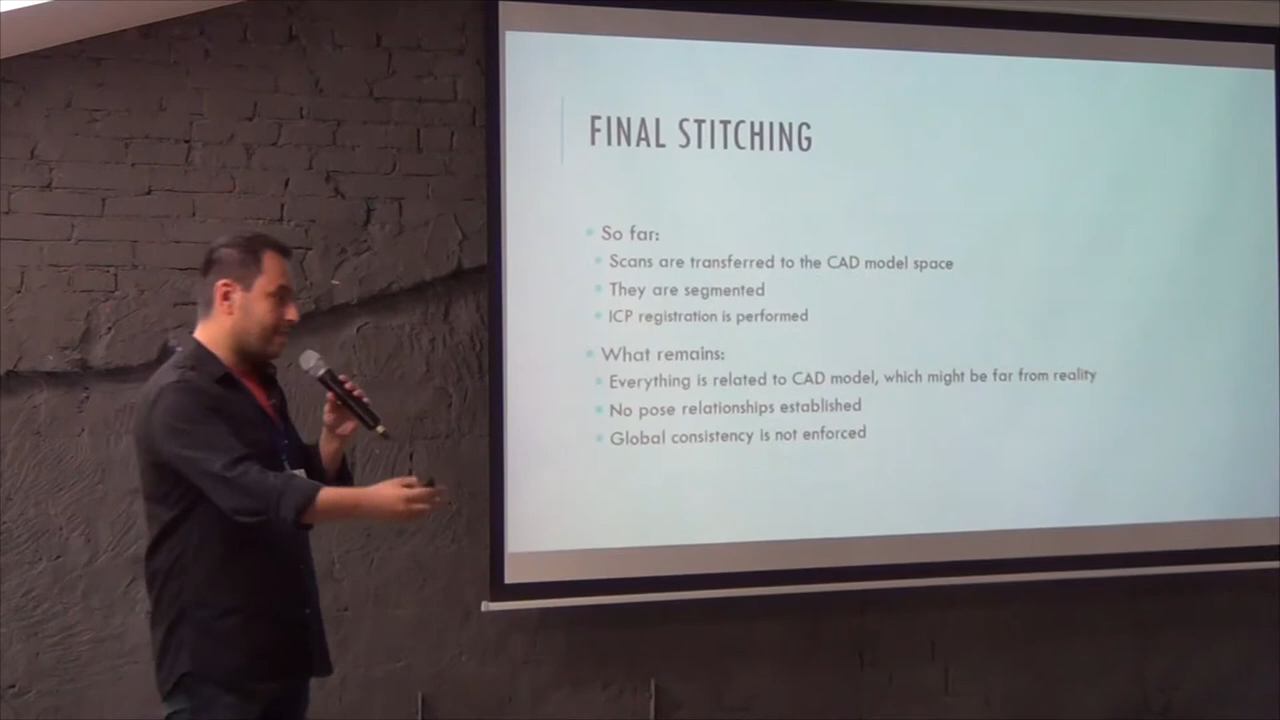 FINAL STITCHING
So far:
Scans are transferred to the CAD model space
They are segmented
ICP registration is performed
What remains:
Everything is related to CAD model, which might be far from reality
No pose relationships established
Global consistency is not enforced